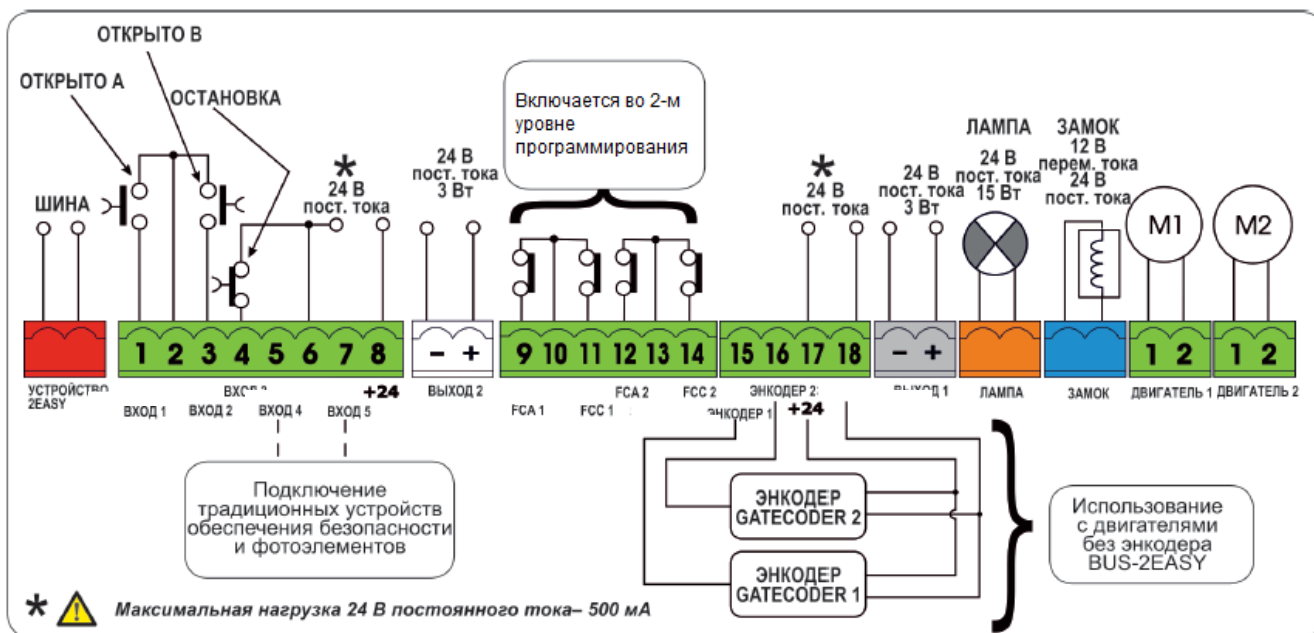 ОТКРЫТО В
ОТКРЫТО А
ОСТАНОВКА
*
24 В
пост. тока
24 В
пост. тока
3 Вт
Включается во 2-м
уровне
программирования
*
24 В
пост. тока
24 В
пост. тока
3 Вт
ЛАМПА
24 В
пост. тока
15 Вт
ЗАМОК
12 В
перем. тока
24 В
пост. тока
ШИНА
M1
M2
1 2 3 4 5 6 7 8
- +
9 10 11 12 13 14
15 16 17 18
- +
1 2
1 2
УСТРОЙСТВО
2EASY
ВХОД 1
ВХОД 2
ВХОД 4
ВХОД 5
+24
ВЫХОД 2
FCA 1
FCC 1
FCA 2
FCC 2
ЭНКОДЕР 1
ЭНКОДЕР 2
+24
ВЫХОД 1
ЛАМПА
ЗАМОК
ДВИГАТЕЛЬ 1
ДВИГАТЕЛЬ 2
Подключение
традиционных устройств
обеспечения безопасности
и фотоэлементов
ЭНКОДЕР
GATECODER 2
ЭНКОДЕР
GATECODER 1
Использование
с двигателями
без энкодера
BUS-2EASY
* Максимальная нагрузка 24 В постоянного тока– 500 мА